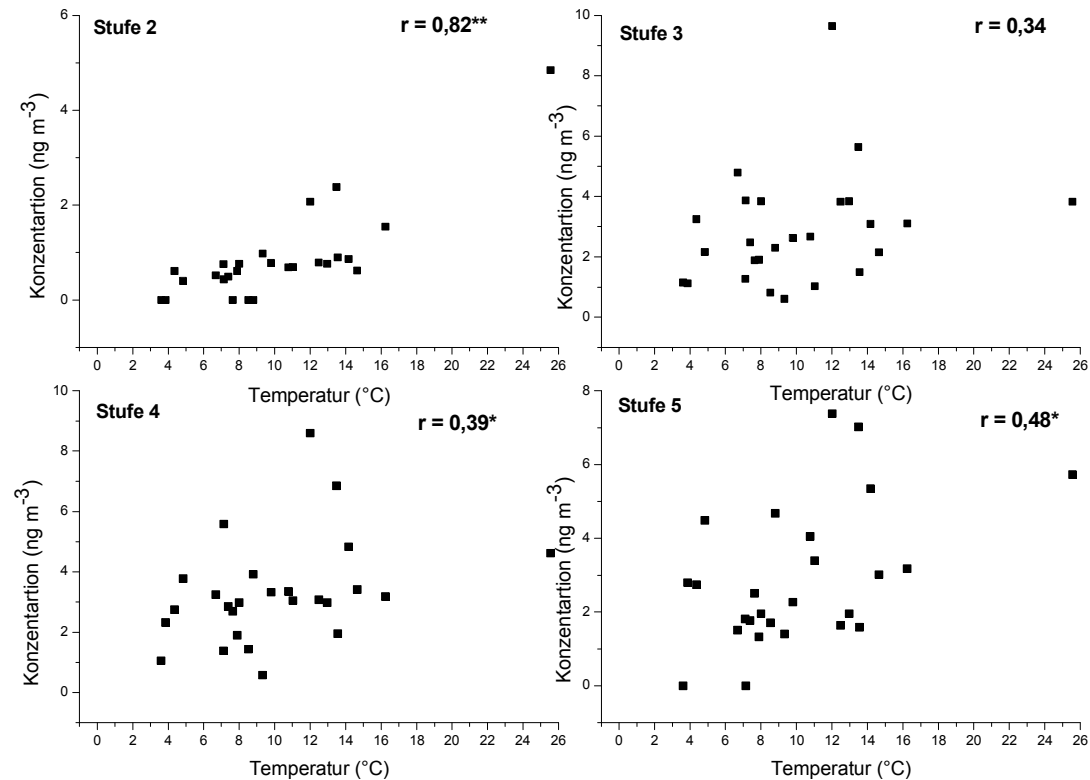 Stufe 2
r = 0,82**
Konzentartion (ng m-3)
6
4
2
0
0 2 4 6 8 10 12 14 16 18 20 22 24 26
Temperatur (°C)
Stufe 3
r = 0,34
Konzentartion (ng m-3)
10
8
6
4
2
0
0 2 4 6 8 10 12 14 16 18 20 22 24 26
Temperatur (°C)
Stufe 4
r = 0,39*
Konzentartion (ng m-3)
10
8
6
4
2
0
0 2 4 6 8 10 12 14 16 18 20 22 24 26
Temperatur (°C)
Stufe 5
r = 0,48*
Konzentartion (ng m-3)
8
6
4
2
0
0 2 4 6 8 10 12 14 16 18 20 22 24 26
Temperatur (°C)